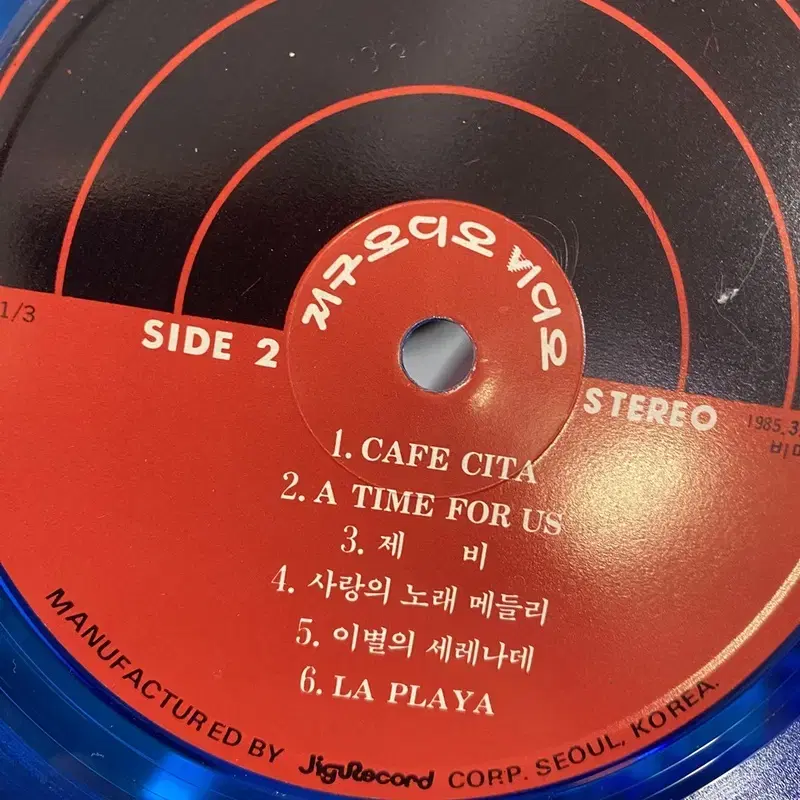 지구오디오 비디오
1/3
SIDE 2
STEREO
1985.3
1. CAFE CITA
2. A TIME FOR US
3. 제 비
4. 사랑의 노래 메들리
5. 이별의 세레나데
6. LA PLAYA
MANUFACTURED BY JiguRecord CORP. SEOUL, KOREA.